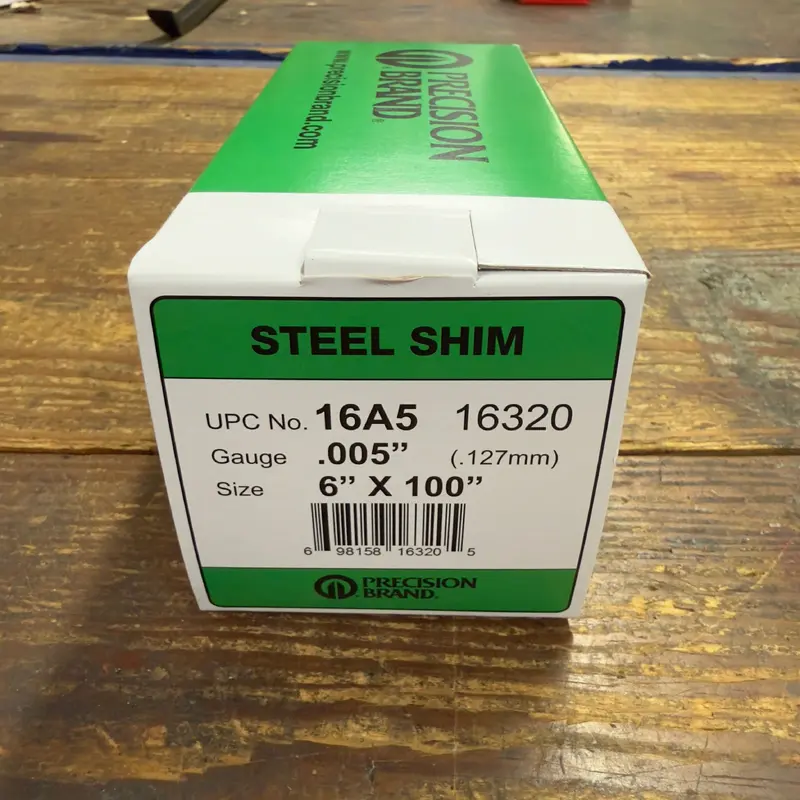 www.precisionbrand.com
PRECISION
BRAND®
STEEL SHIM
UPC No. 16A5 16320
Gauge .005” (.127mm)
Size 6” X 100”
6 98158 16320 5
PRECISION
BRAND.